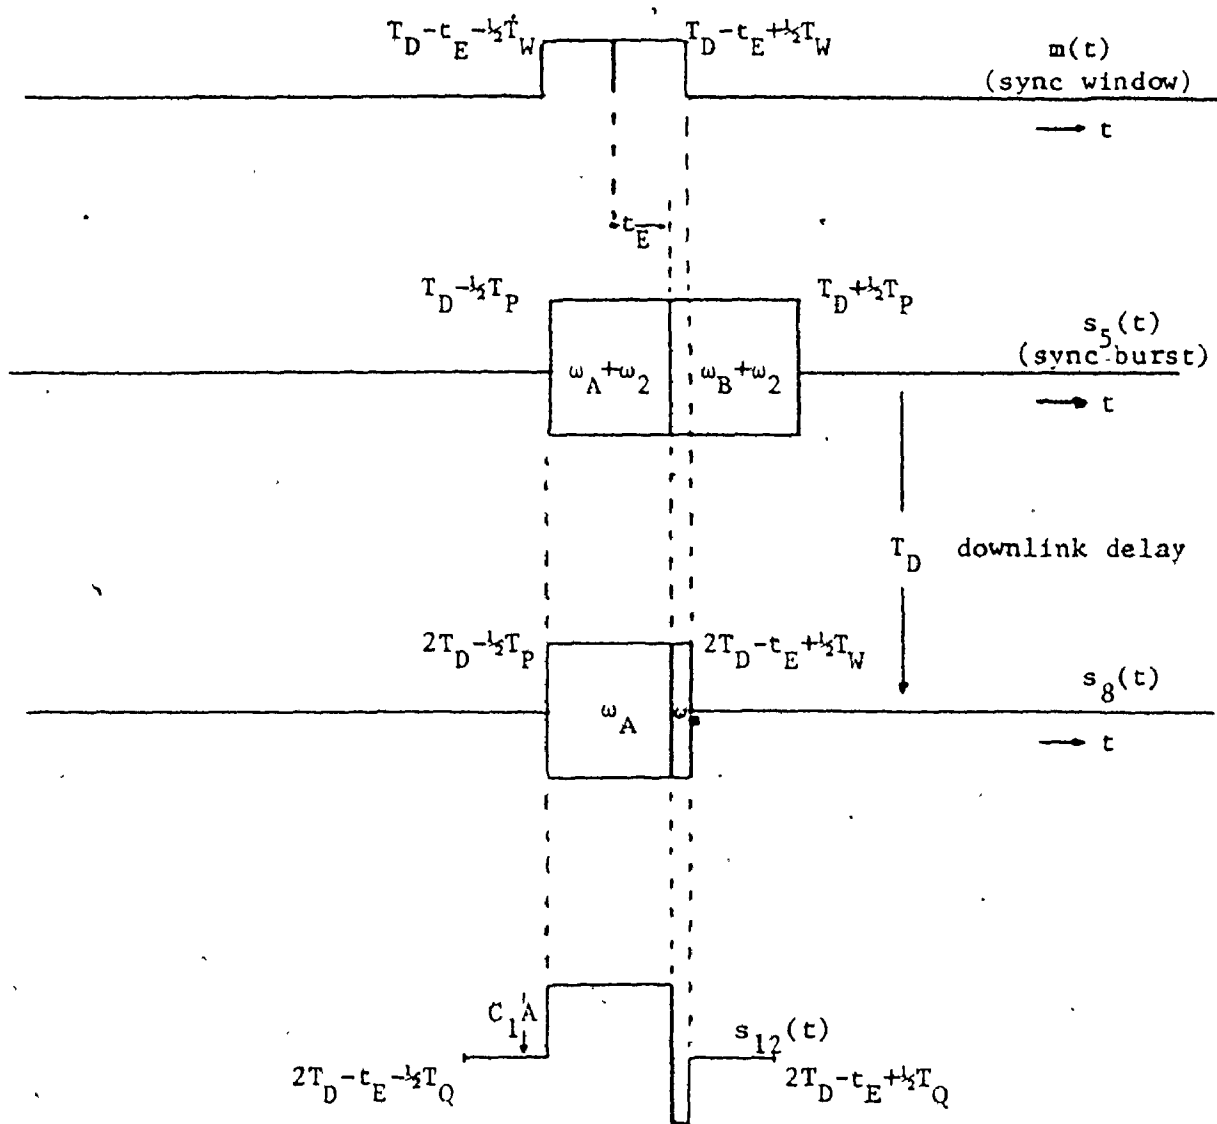 T_D-t_E-½T_W
T_D-t_E+½T_W
m(t)
(sync window)
t
t_E
T_D-½T_P
T_D+½T_P
s_5(t)
(sync burst)
ω_A+ω_2
ω_B+ω_2
t
T_D downlink delay
2T_D-½T_P
2T_D-t_E+½T_W
s_8(t)
ω_A
t
C_1A
s_12(t)
2T_D-t_E-½T_Q
2T_D-t_E+½T_Q